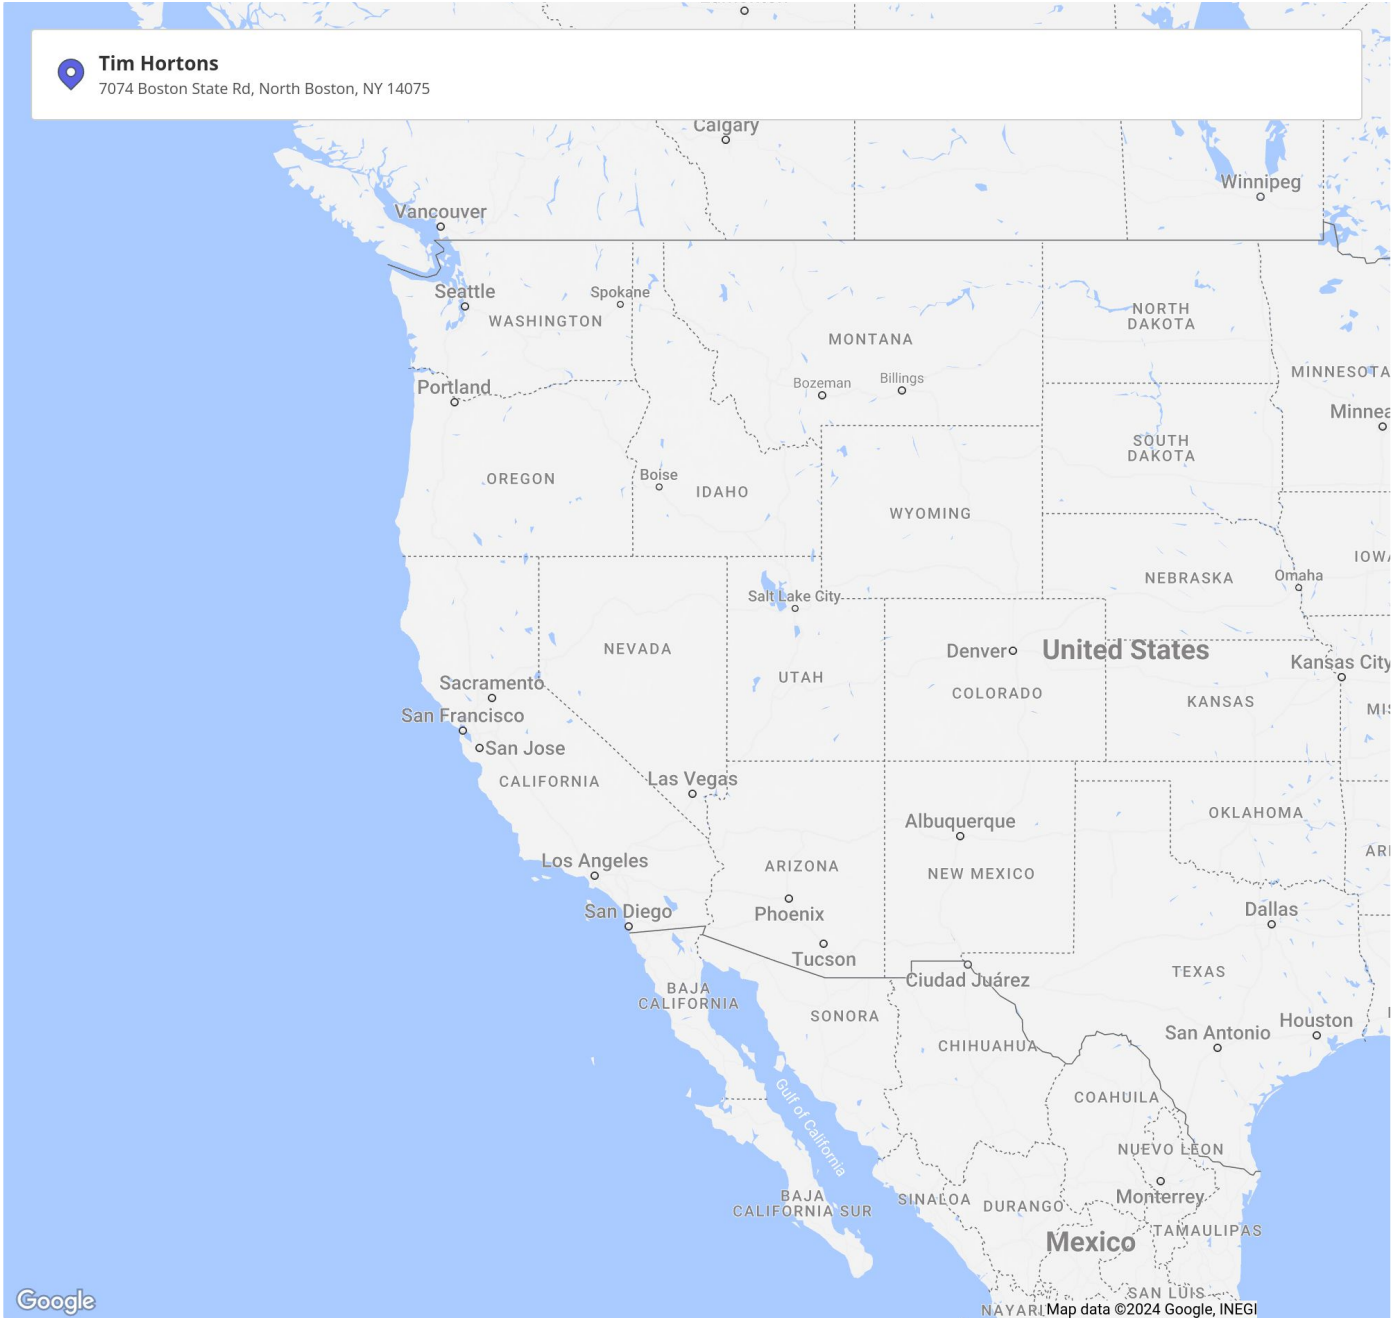 Tim Hortons
7074 Boston State Rd, North Boston, NY 14075
Calgary
Winnipeg
Vancouver
Seattle
Spokane
WASHINGTON
NORTH
DAKOTA
MONTANA
MINNESOTA
Portland
Bozeman
Billings
Minnea
SOUTH
DAKOTA
OREGON
Boise
IDAHO
WYOMING
IOWA
NEBRASKA
Omaha
Salt Lake City
NEVADA
Denver
United States
Kansas City
UTAH
COLORADO
KANSAS
MIS
Sacramento
San Francisco
San Jose
CALIFORNIA
Las Vegas
OKLAHOMA
Albuquerque
ARIZONA
NEW MEXICO
ARI
Los Angeles
San Diego
Phoenix
Dallas
Tucson
TEXAS
Ciudad Juárez
BAJA
CALIFORNIA
SONORA
Houston
San Antonio
CHIHUAHUA
COAHUILA
Gulf of California
NUEVO LEON
Monterrey
BAJA
CALIFORNIA SUR
SINALOA
DURANGO
TAMAULIPAS
Mexico
SAN LUIS
NAYARI
Google
Map data ©2024 Google, INEGI